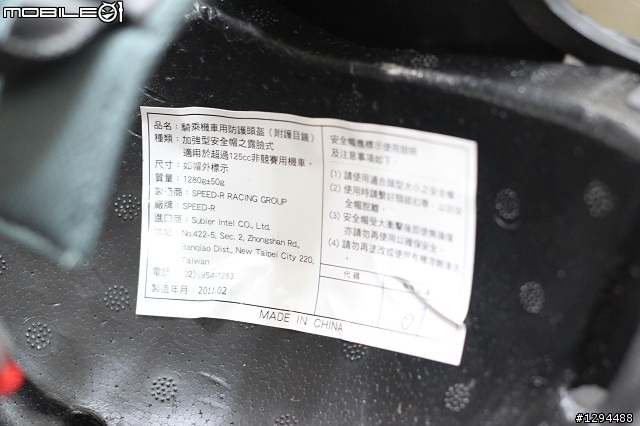 MOBILE01
品名：騎乘機車用防護頭盔（附護目鏡）
種類：加強型安全帽之露臉式
適用於超過125cc非競賽用機車。
尺寸：如帽外標示
質量：1280g±50g
製造商：SPEED-R RACING GROUP
廠牌：SPEED-R
進口商：Subier Intel CO., Ltd.
地址：No.422-5, Sec. 2, Zhongshan Rd.,
Banqiao Dist., New Taipei City 220,
Taiwan
電話：(02)
製造年月：
安全帽應標示使用說明
及注意事項如下
(1) 請使用適合頭型大小之安全帽
(2) 使用時請繫好頤
安全帽脫離。
(3) 安全帽受大衝擊後即使無損傷
亦請勿再使用以確保安全。
(4) 請勿再塗改或使用有機溶劑清洗
代碼
MADE IN CHINA
#1294488